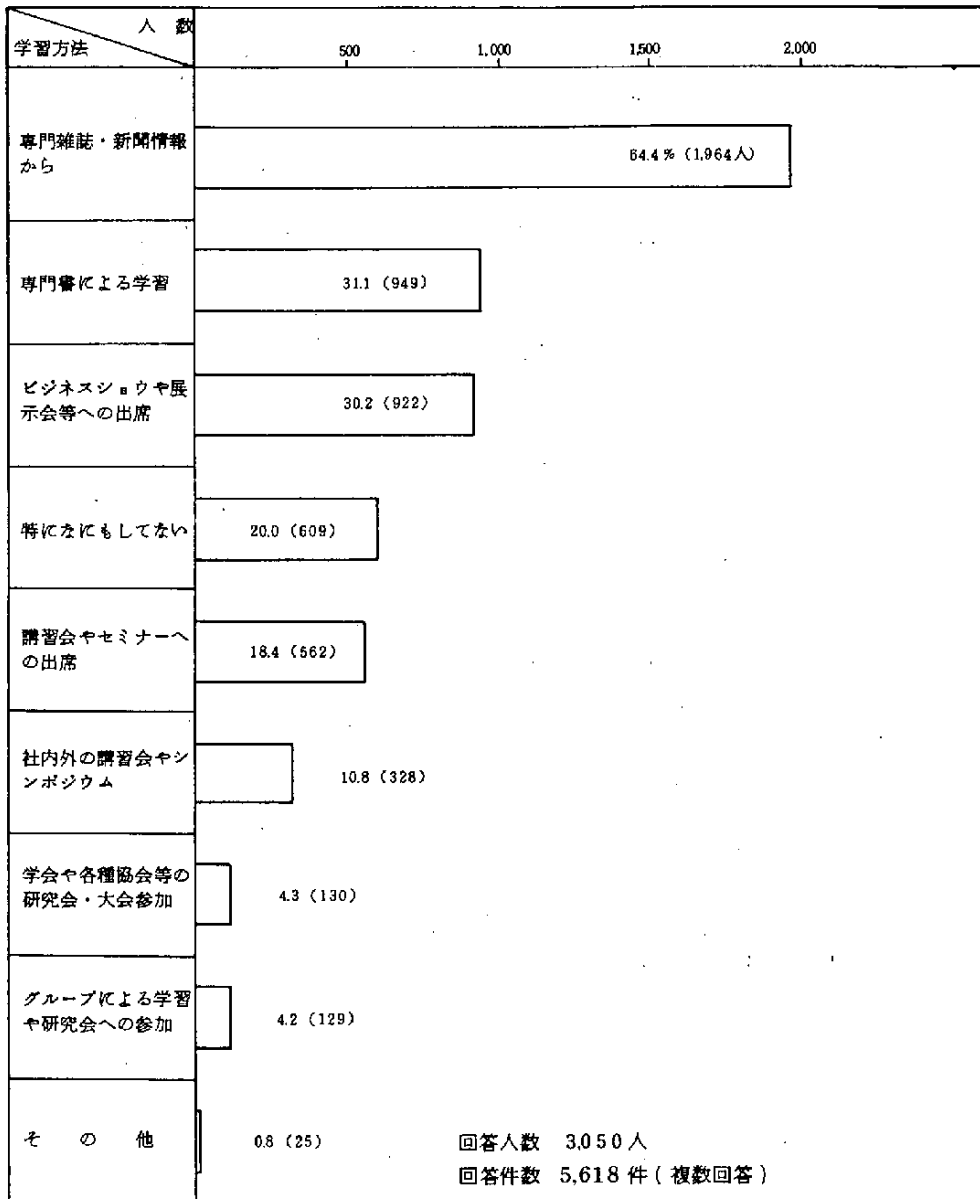 人 数
学習方法
500 1,000 1,500 2,000
専門雑誌・新聞情報
から
64.4% (1,964人)
専門書による学習
31.1 (949)
ビジネスショウや展
示会等への出席
30.2 (922)
特になにもしてない
20.0 (609)
講習会やセミナーへ
の出席
18.4 (562)
社内外の講習会やシ
ンポジウム
10.8 (328)
学会や各種協会等の
研究会・大会参加
4.3 (130)
グループによる学習
や研究会への参加
4.2 (129)
そ の 他
0.8 (25)
回答人数 3,050人
回答件数 5,618件(複数回答)